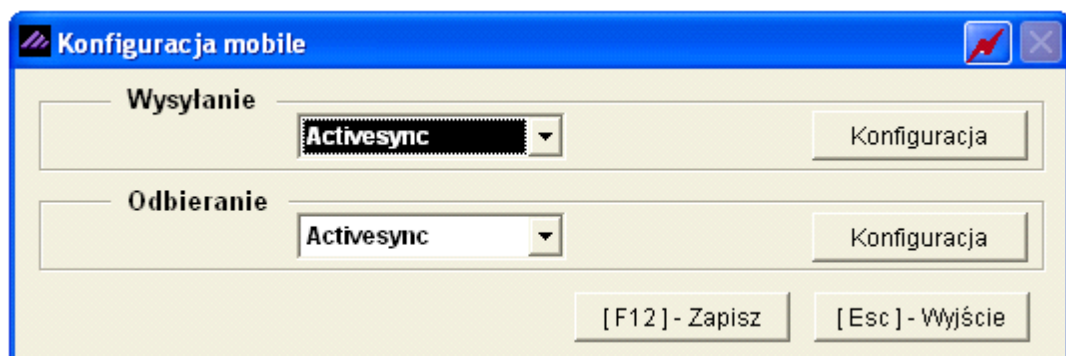 Konfiguracja mobile
Wysyłanie
Activesync
Konfiguracja
Odbieranie
Activesync
Konfiguracja
[ F12 ] - Zapisz
[ Esc ] - Wyjście